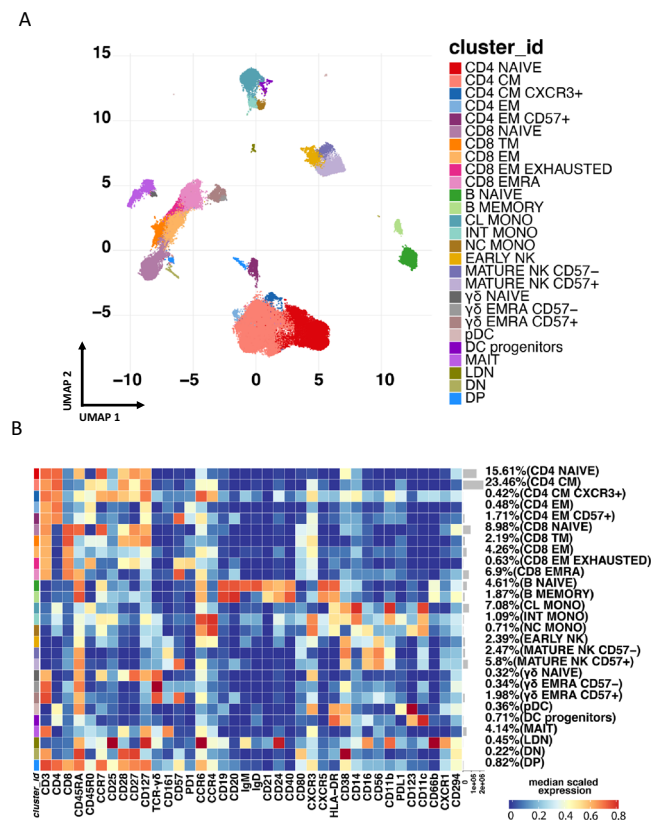 A
cluster_id
CD4 NAIVE
CD4 CM
CD4 CM CXCR3+
CD4 EM
CD4 EM CD57+
CD8 NAIVE
CD8 TM
CD8 EM
CD8 EM EXHAUSTED
CD8 EMRA
B NAIVE
B MEMORY
CL MONO
INT MONO
NC MONO
EARLY NK
MATURE NK CD57−
MATURE NK CD57+
γδ NAIVE
γδ EMRA CD57−
γδ EMRA CD57+
pDC
DC progenitors
MAIT
LDN
DN
DP
15
10
5
0
−5
−10 −5 0 5 10
UMAP 2
UMAP 1
B
15.61%(CD4 NAIVE)
23.46%(CD4 CM)
0.42%(CD4 CM CXCR3+)
0.48%(CD4 EM)
1.71%(CD4 EM CD57+)
8.98%(CD8 NAIVE)
2.19%(CD8 TM)
4.26%(CD8 EM)
0.63%(CD8 EM EXHAUSTED)
6.9%(CD8 EMRA)
4.61%(B NAIVE)
1.87%(B MEMORY)
7.08%(CL MONO)
1.09%(INT MONO)
0.71%(NC MONO)
2.39%(EARLY NK)
2.47%(MATURE NK CD57−)
5.8%(MATURE NK CD57+)
0.32%(γδ NAIVE)
0.34%(γδ EMRA CD57−)
1.98%(γδ EMRA CD57+)
0.36%(pDC)
0.71%(DC progenitors)
4.14%(MAIT)
0.45%(LDN)
0.22%(DN)
0.82%(DP)
cluster_id
CD3
CD4
CD8
CD45RA
CD45R0
CCR7
CD25
CD28
CD27
CD127
TCR−γδ
CD161
CD57
PD1
CCR6
CCR4
CD19
CD20
IgM
IgD
CD21
CD40
CD80
CXCR3
CXCR5
HLA−DR
CD38
CD14
CD16
CD56
CD11b
PDL1
CD123
CD11c
CD66b
CXCR1
CD294
0
1e+06
2e+06
median scaled
expression
0 0.2 0.4 0.6 0.8 1